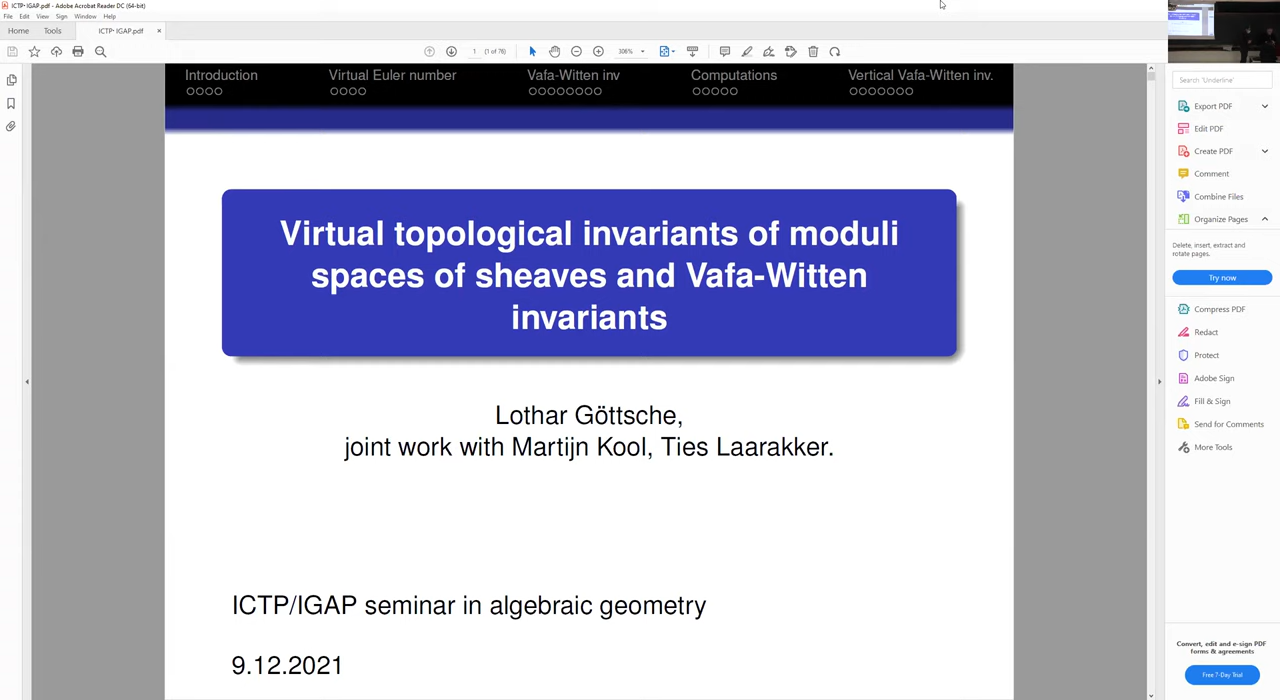 ICTP* IGAP.pdf - Adobe Acrobat Reader DC (64-bit)
File Edit View Sign Window Help
Home Tools ICTP* IGAP.pdf ×
1 (1 of 76) 306%
Introduction Virtual Euler number Vafa-Witten inv Computations Vertical Vafa-Witten inv.
Virtual topological invariants of moduli
spaces of sheaves and Vafa-Witten
invariants
Lothar Göttsche,
joint work with Martijn Kool, Ties Laarakker.
ICTP/IGAP seminar in algebraic geometry
9.12.2021
Search 'Underline'
Export PDF
Edit PDF
Create PDF
Comment
Combine Files
Organize Pages
Delete, insert, extract and
rotate pages.
Try now
Compress PDF
Redact
Protect
Adobe Sign
Fill & Sign
Send for Comments
More Tools
Convert, edit and e-sign PDF
forms & agreements
Free 7-Day Trial